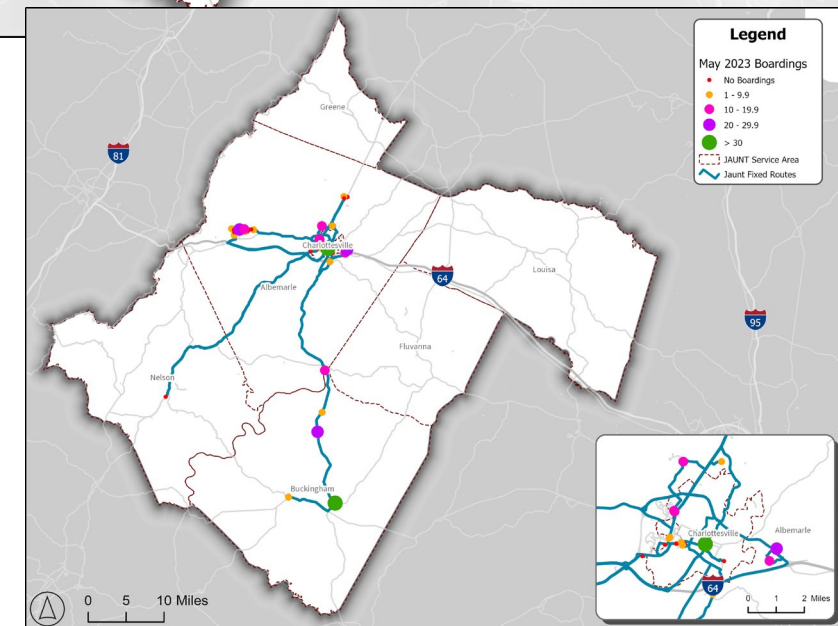 Legend
May 2023 Boardings
No Boardings
1 - 9.9
10 - 19.9
20 - 29.9
> 30
JAUNT Service Area
Jaunt Fixed Routes
Greene
81
Charlottesville
64
Louisa
Albemarle
95
Fluvanna
Nelson
Buckingham
Charlottesville
Albemarle
64
0 1 2 Miles
0 5 10 Miles